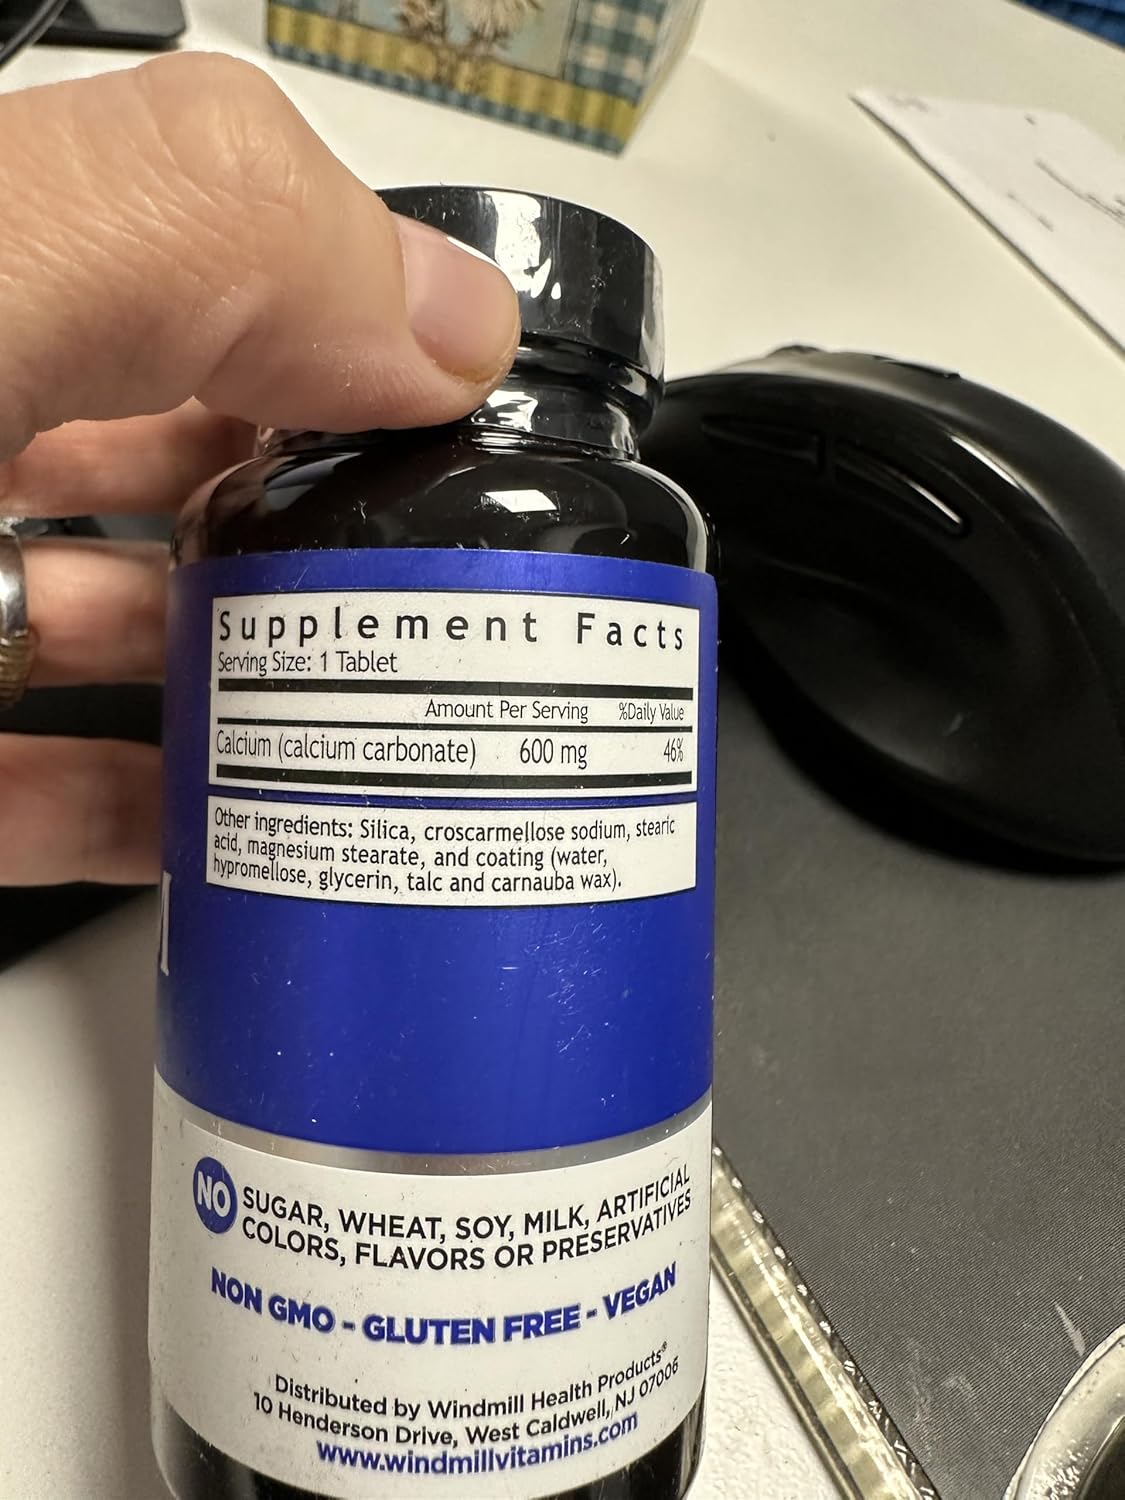 Supplement Facts
Serving Size: 1 Tablet
Amount Per Serving %Daily Value
Calcium (calcium carbonate) 600 mg 46%
Other ingredients: Silica, croscarmellose sodium, stearic
acid, magnesium stearate, and coating (water,
hypromellose, glycerin, talc and carnauba wax).
NO SUGAR, WHEAT, SOY, MILK, ARTIFICIAL
COLORS, FLAVORS OR PRESERVATIVES
NON GMO - GLUTEN FREE - VEGAN
Distributed by Windmill Health Products®
10 Henderson Drive, West Caldwell, NJ 07006
www.windmillvitamins.com